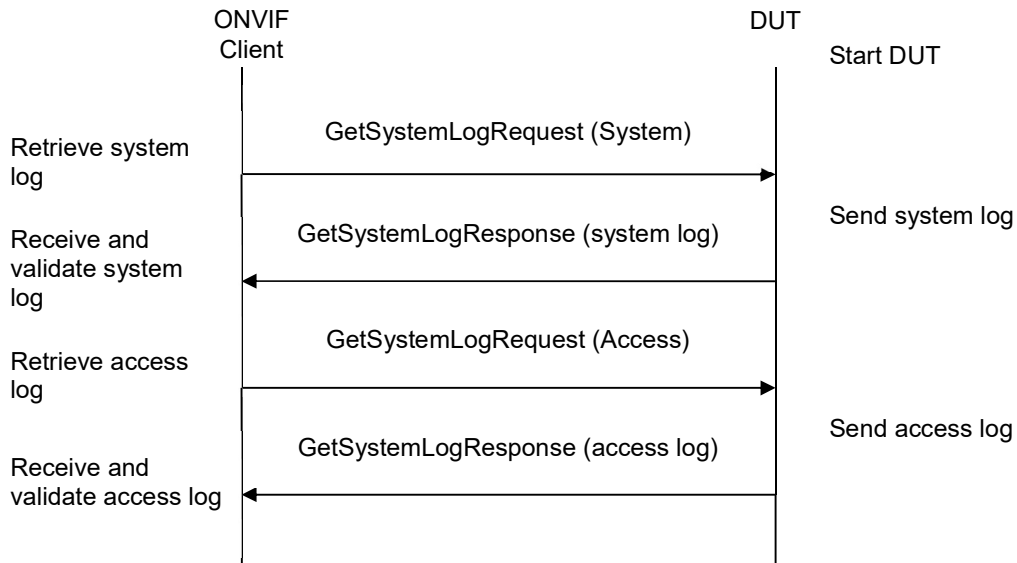 ONVIF
Client
DUT
Start DUT
GetSystemLogRequest (System)
Retrieve system
log
Send system log
GetSystemLogResponse (system log)
Receive and
validate system
log
GetSystemLogRequest (Access)
Retrieve access
log
Send access log
GetSystemLogResponse (access log)
Receive and
validate access log